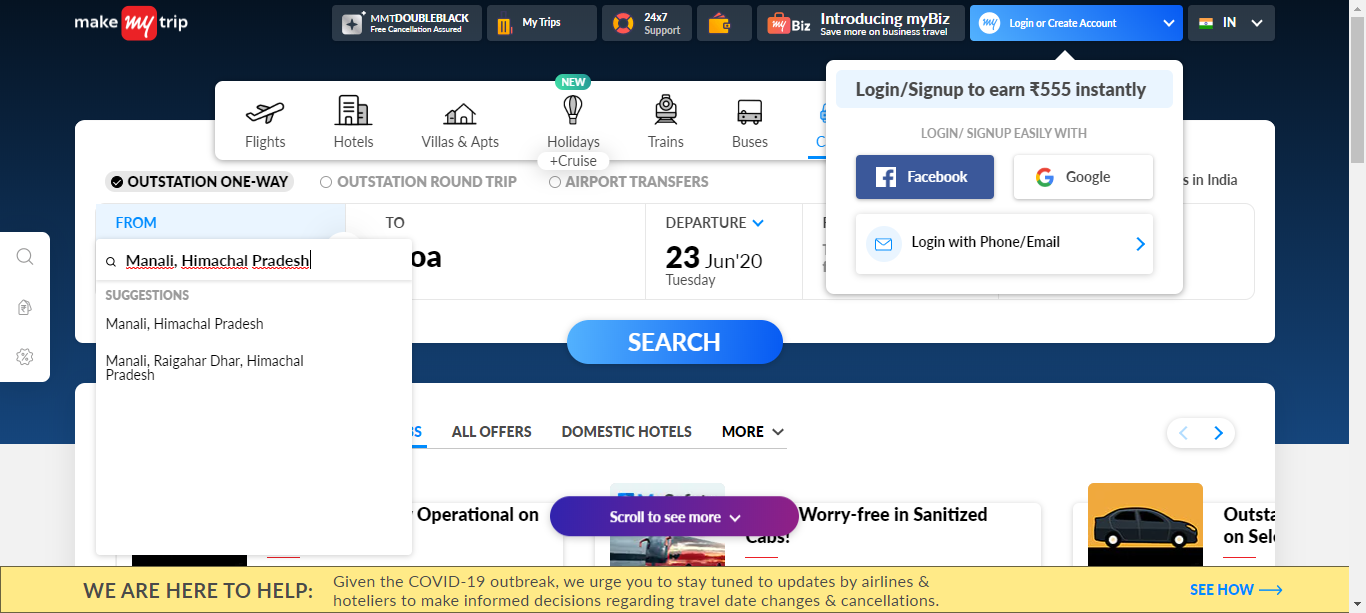 make my trip
MMTDOUBLEBLACK
Free Cancellation Assured
My Trips
24x7
Support
my Biz
Introducing myBiz
Save more on business travel
my
Login or Create Account
IN
Login/Signup to earn ₹555 instantly
LOGIN/ SIGNUP EASILY WITH
Facebook
Google
Login with Phone/Email
NEW
Flights
Hotels
Villas & Apts
Holidays
+Cruise
Trains
Buses
C
OUTSTATION ONE-WAY
OUTSTATION ROUND TRIP
AIRPORT TRANSFERS
s in India
FROM
TO
DEPARTURE
Manali, Himachal Pradesh
oa
23 Jun'20
Tuesday
SUGGESTIONS
Manali, Himachal Pradesh
Manali, Raigahar Dhar, Himachal
Pradesh
SEARCH
BS
ALL OFFERS
DOMESTIC HOTELS
MORE
Operational on
Scroll to see more
Worry-free in Sanitized
Cabs!
Outsta
on Sele
WE ARE HERE TO HELP:
Given the COVID-19 outbreak, we urge you to stay tuned to updates by airlines &
hoteliers to make informed decisions regarding travel date changes & cancellations.
SEE HOW